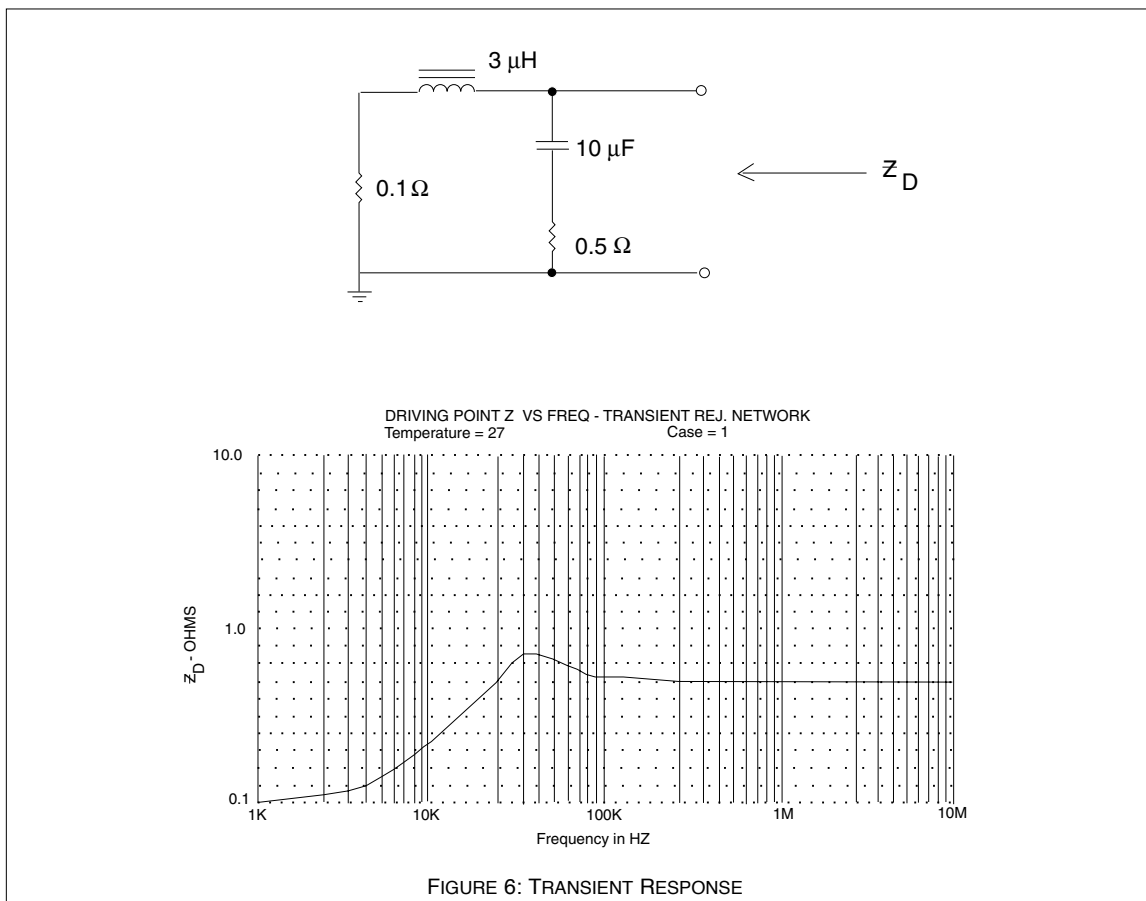 3 μH
10 μF
0.1 Ω
0.5 Ω
Z D
DRIVING POINT Z VS FREQ - TRANSIENT REJ. NETWORK
Temperature = 27 Case = 1
10.0
1.0
0.1
Z D - OHMS
1K 10K 100K 1M 10M
Frequency in HZ
FIGURE 6: TRANSIENT RESPONSE